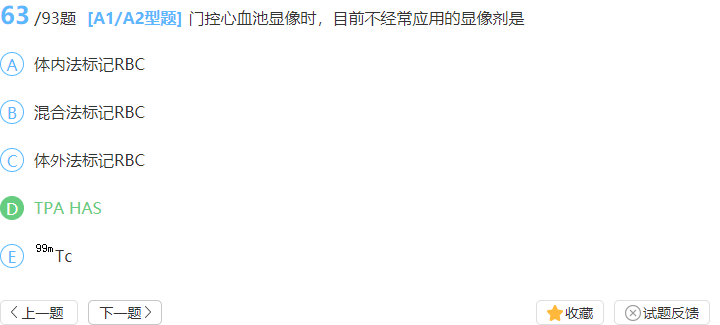 63 /93题 [A1/A2型题] 门控心血池显像时，目前不经常应用的显像剂是
A 体内法标记RBC
B 混合法标记RBC
C 体外法标记RBC
D TPA HAS
E 99mTc
上一题 下一题 收藏 试题反馈